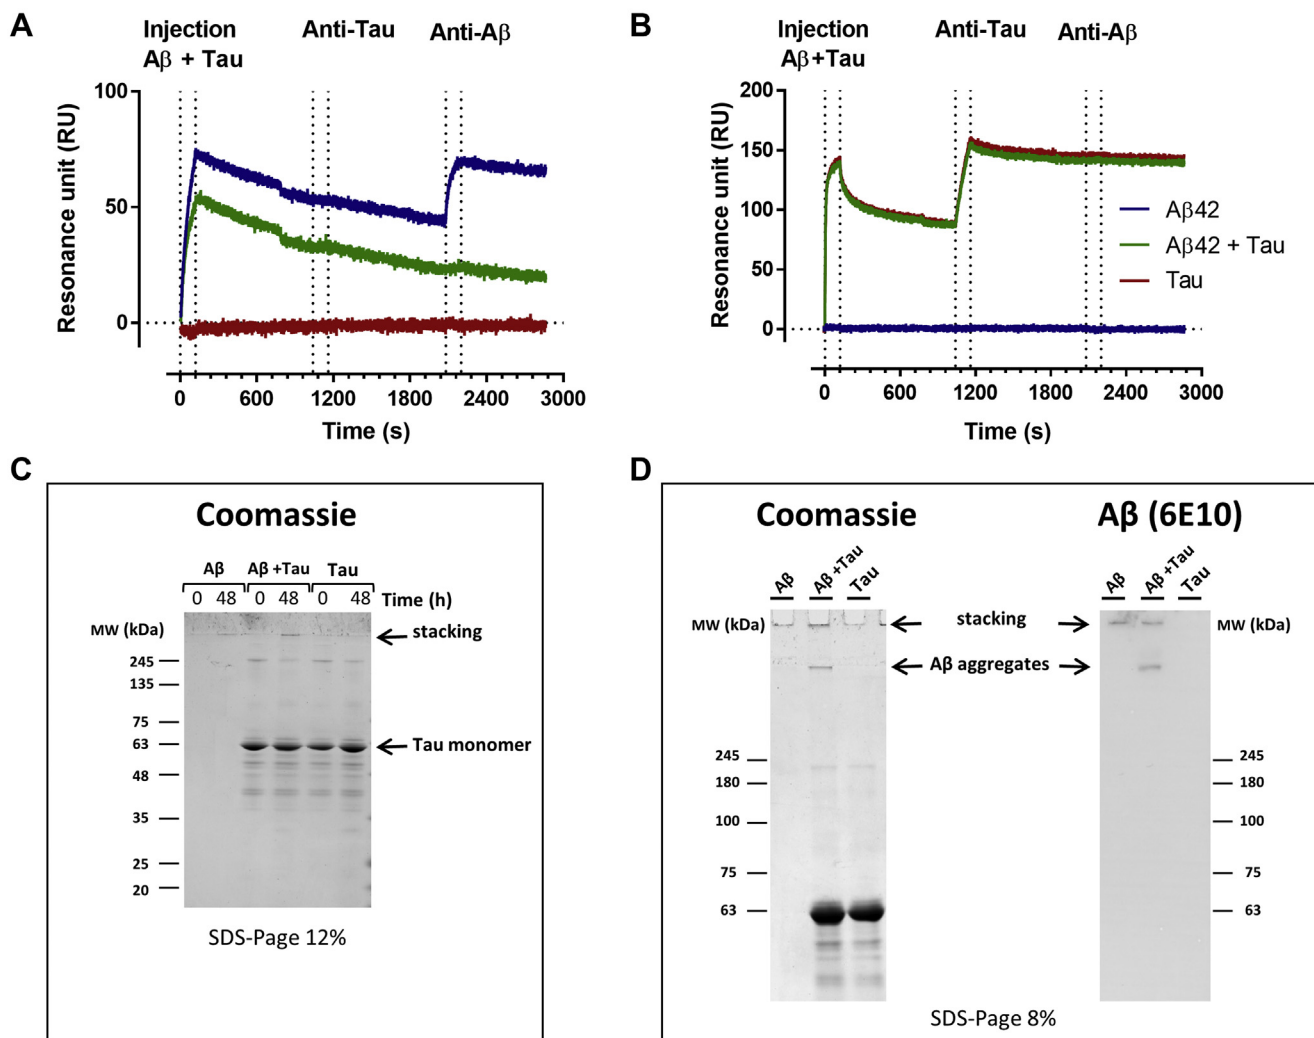 A
Injection
Aβ + Tau
Anti-Tau
Anti-Aβ
Resonance unit (RU)
100
50
0
0 600 1200 1800 2400 3000
Time (s)
B
Injection
Aβ+Tau
Anti-Tau
Anti-Aβ
Resonance unit (RU)
200
150
100
50
0
Aβ42
Aβ42 + Tau
Tau
0 600 1200 1800 2400 3000
Time (s)
C
Coomassie
Aβ Aβ +Tau Tau
0 48 0 48 0 48 Time (h)
MW (kDa)
stacking
245
135
75
63
Tau monomer
48
35
25
20
SDS-Page 12%
D
Coomassie
Aβ (6E10)
Aβ Aβ +Tau Tau
Aβ Aβ +Tau Tau
MW (kDa) stacking MW (kDa)
Aβ aggregates
245 245
180 180
100 100
75 75
63 63
SDS-Page 8%